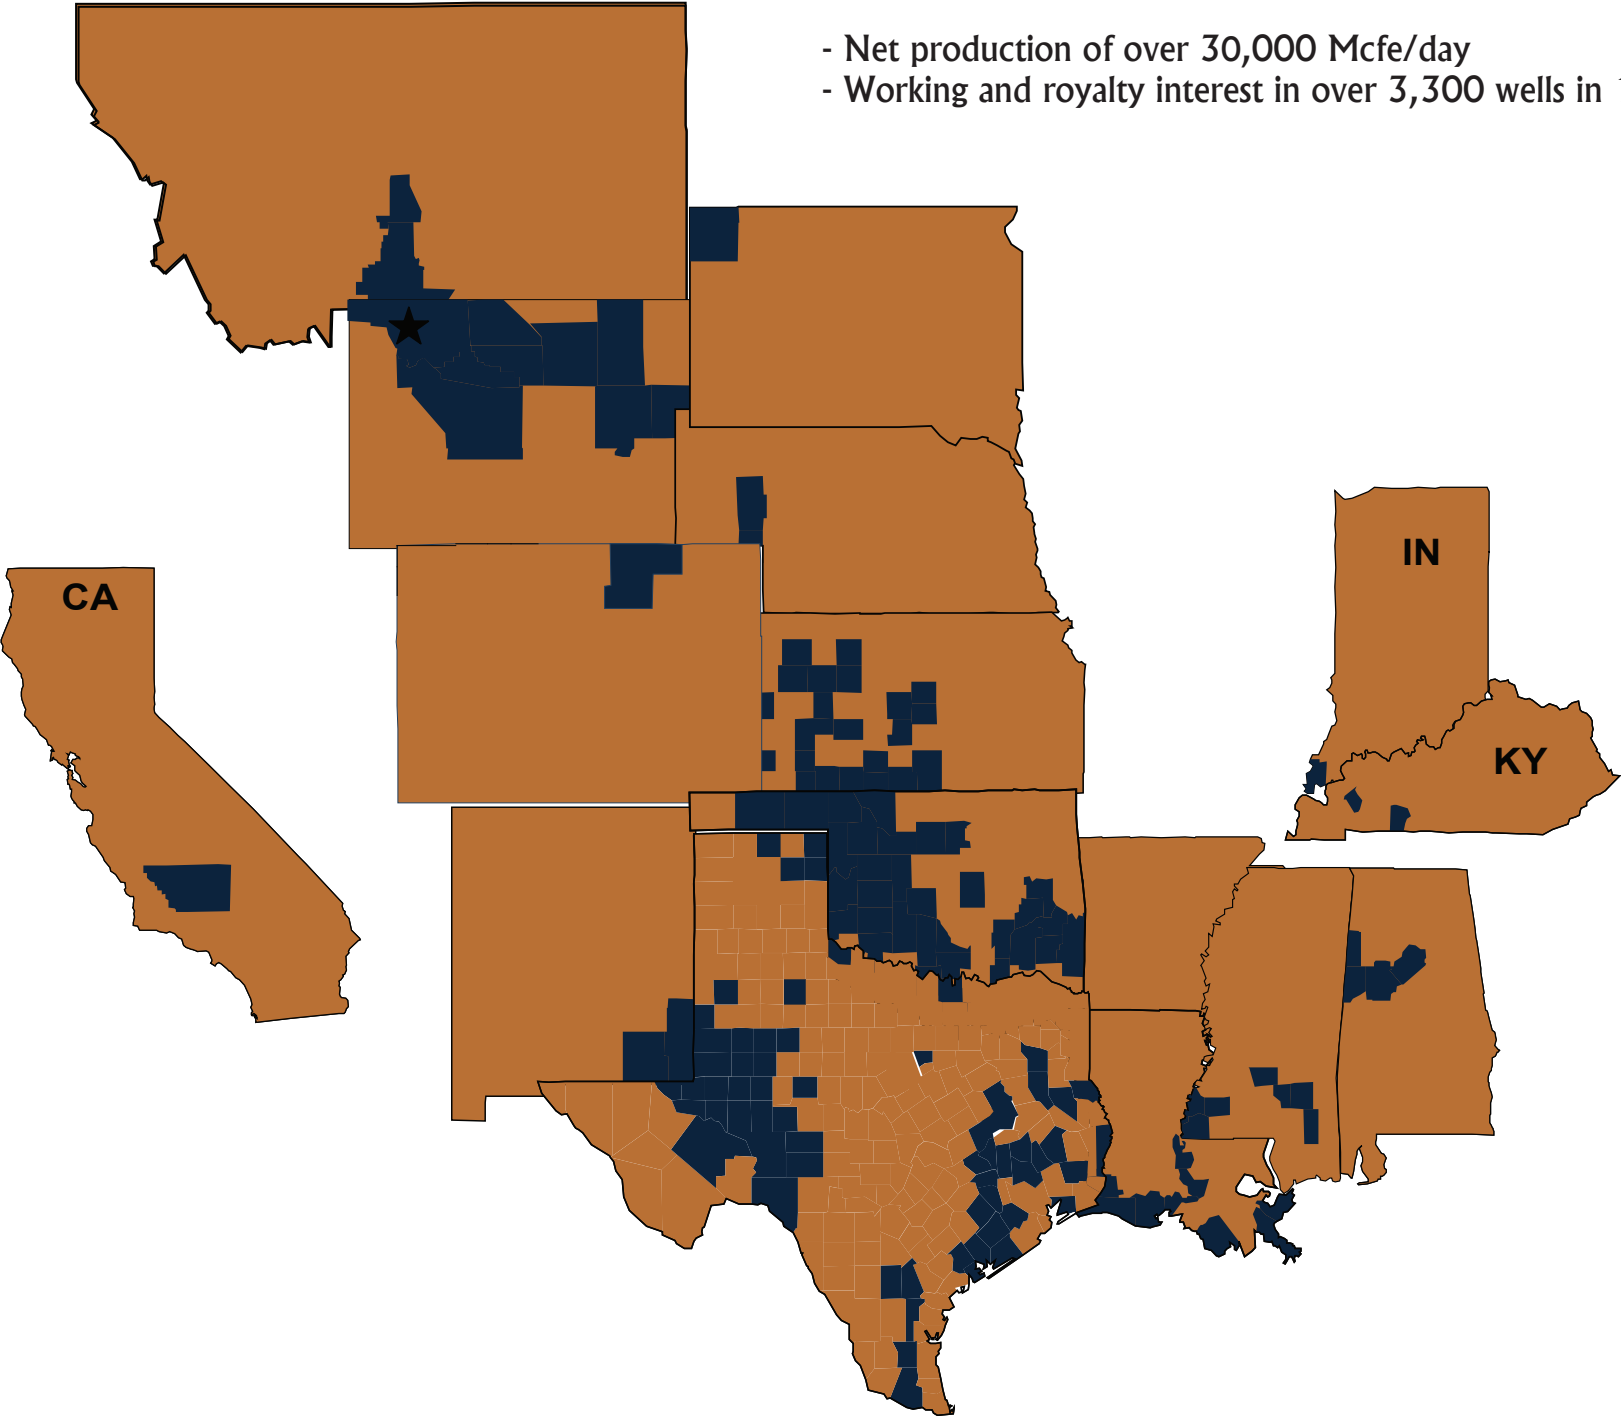 - Net production of over 30,000 Mcfe/day
- Working and royalty interest in over 3,300 wells in
IN
CA
KY